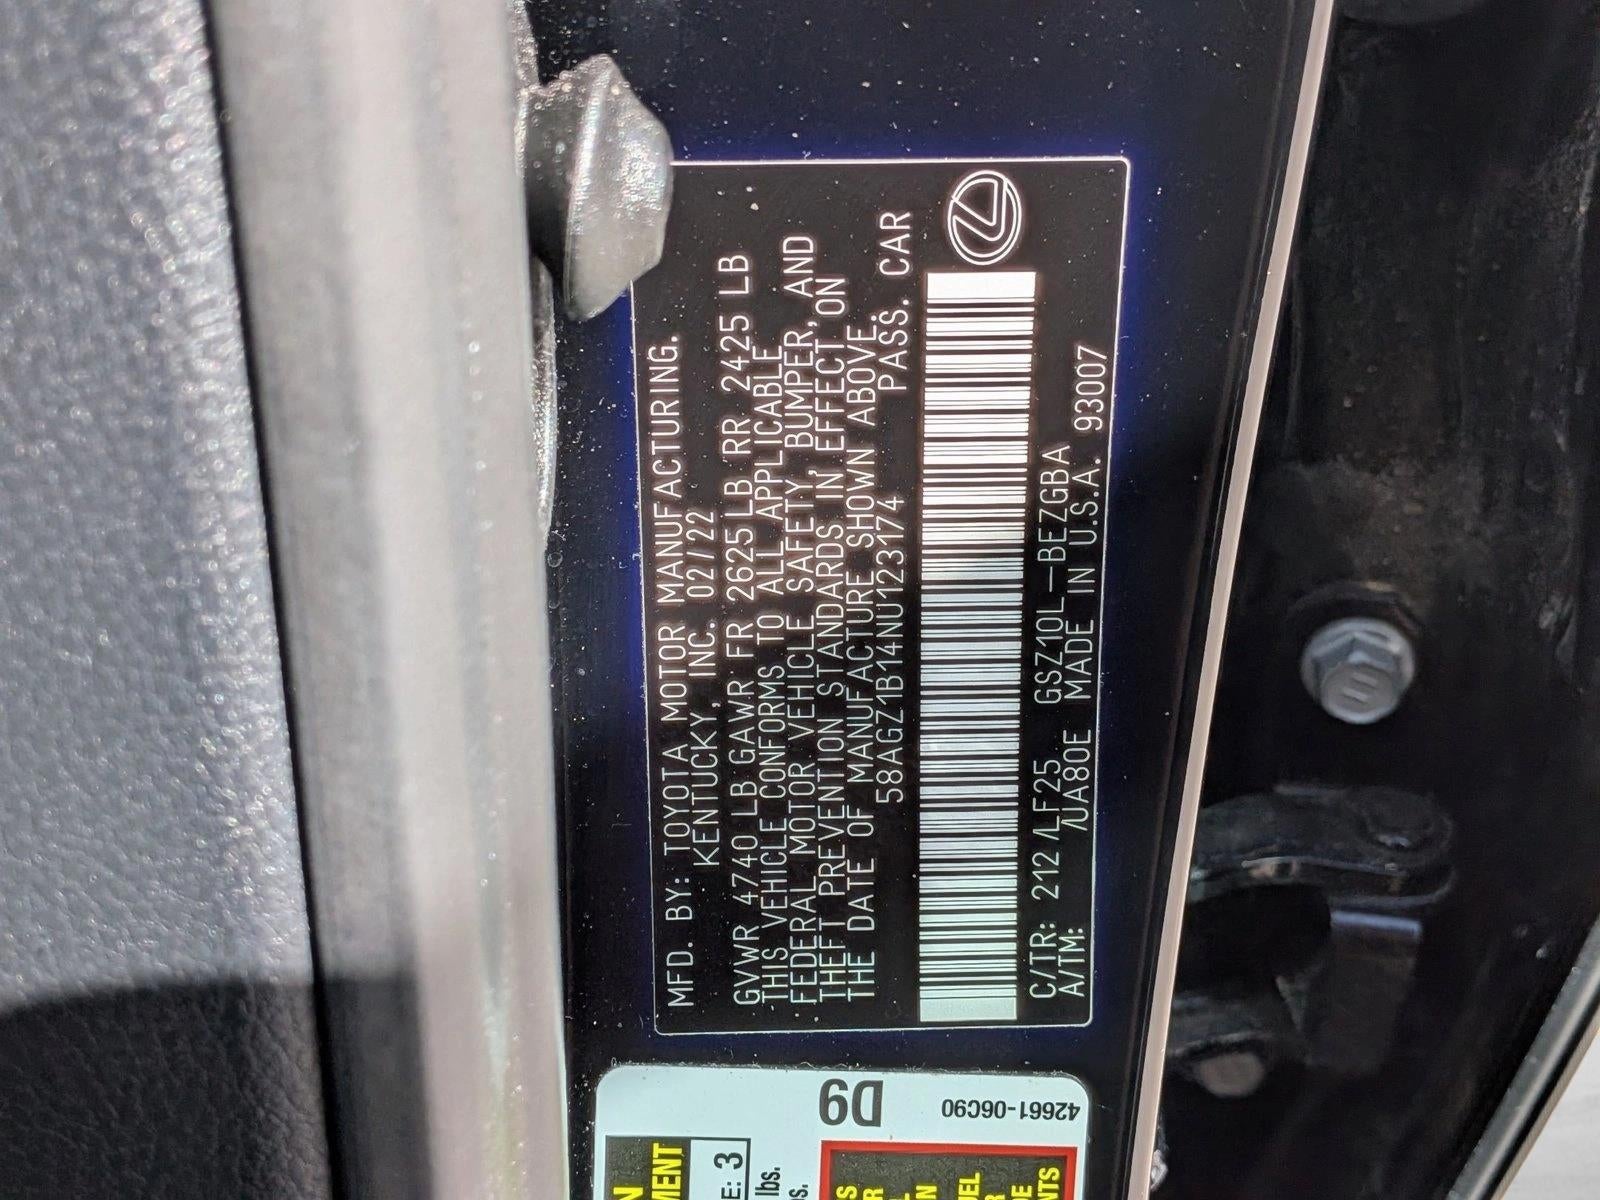 MFD. BY: TOYOTA MOTOR MANUFACTURING.
KENTUCKY, INC. 02/22
GVWR 4740 LB GAWR FR 2625 LB RR 2425 LB
THIS VEHICLE CONFORMS TO ALL APPLICABLE
FEDERAL MOTOR VEHICLE SAFETY, BUMPER, AND
THEFT PREVENTION STANDARDS IN EFFECT ON
THE DATE OF MANUFACTURE SHOWN ABOVE.
58AGZ1B14NU123174 PASS. CAR
C/TR: 212 /LF25 GSZ10L-BEZGBA
A/TM: /UA80E MADE IN U.S.A. 93007
D9
42661-06C90
E: 3
lbs.